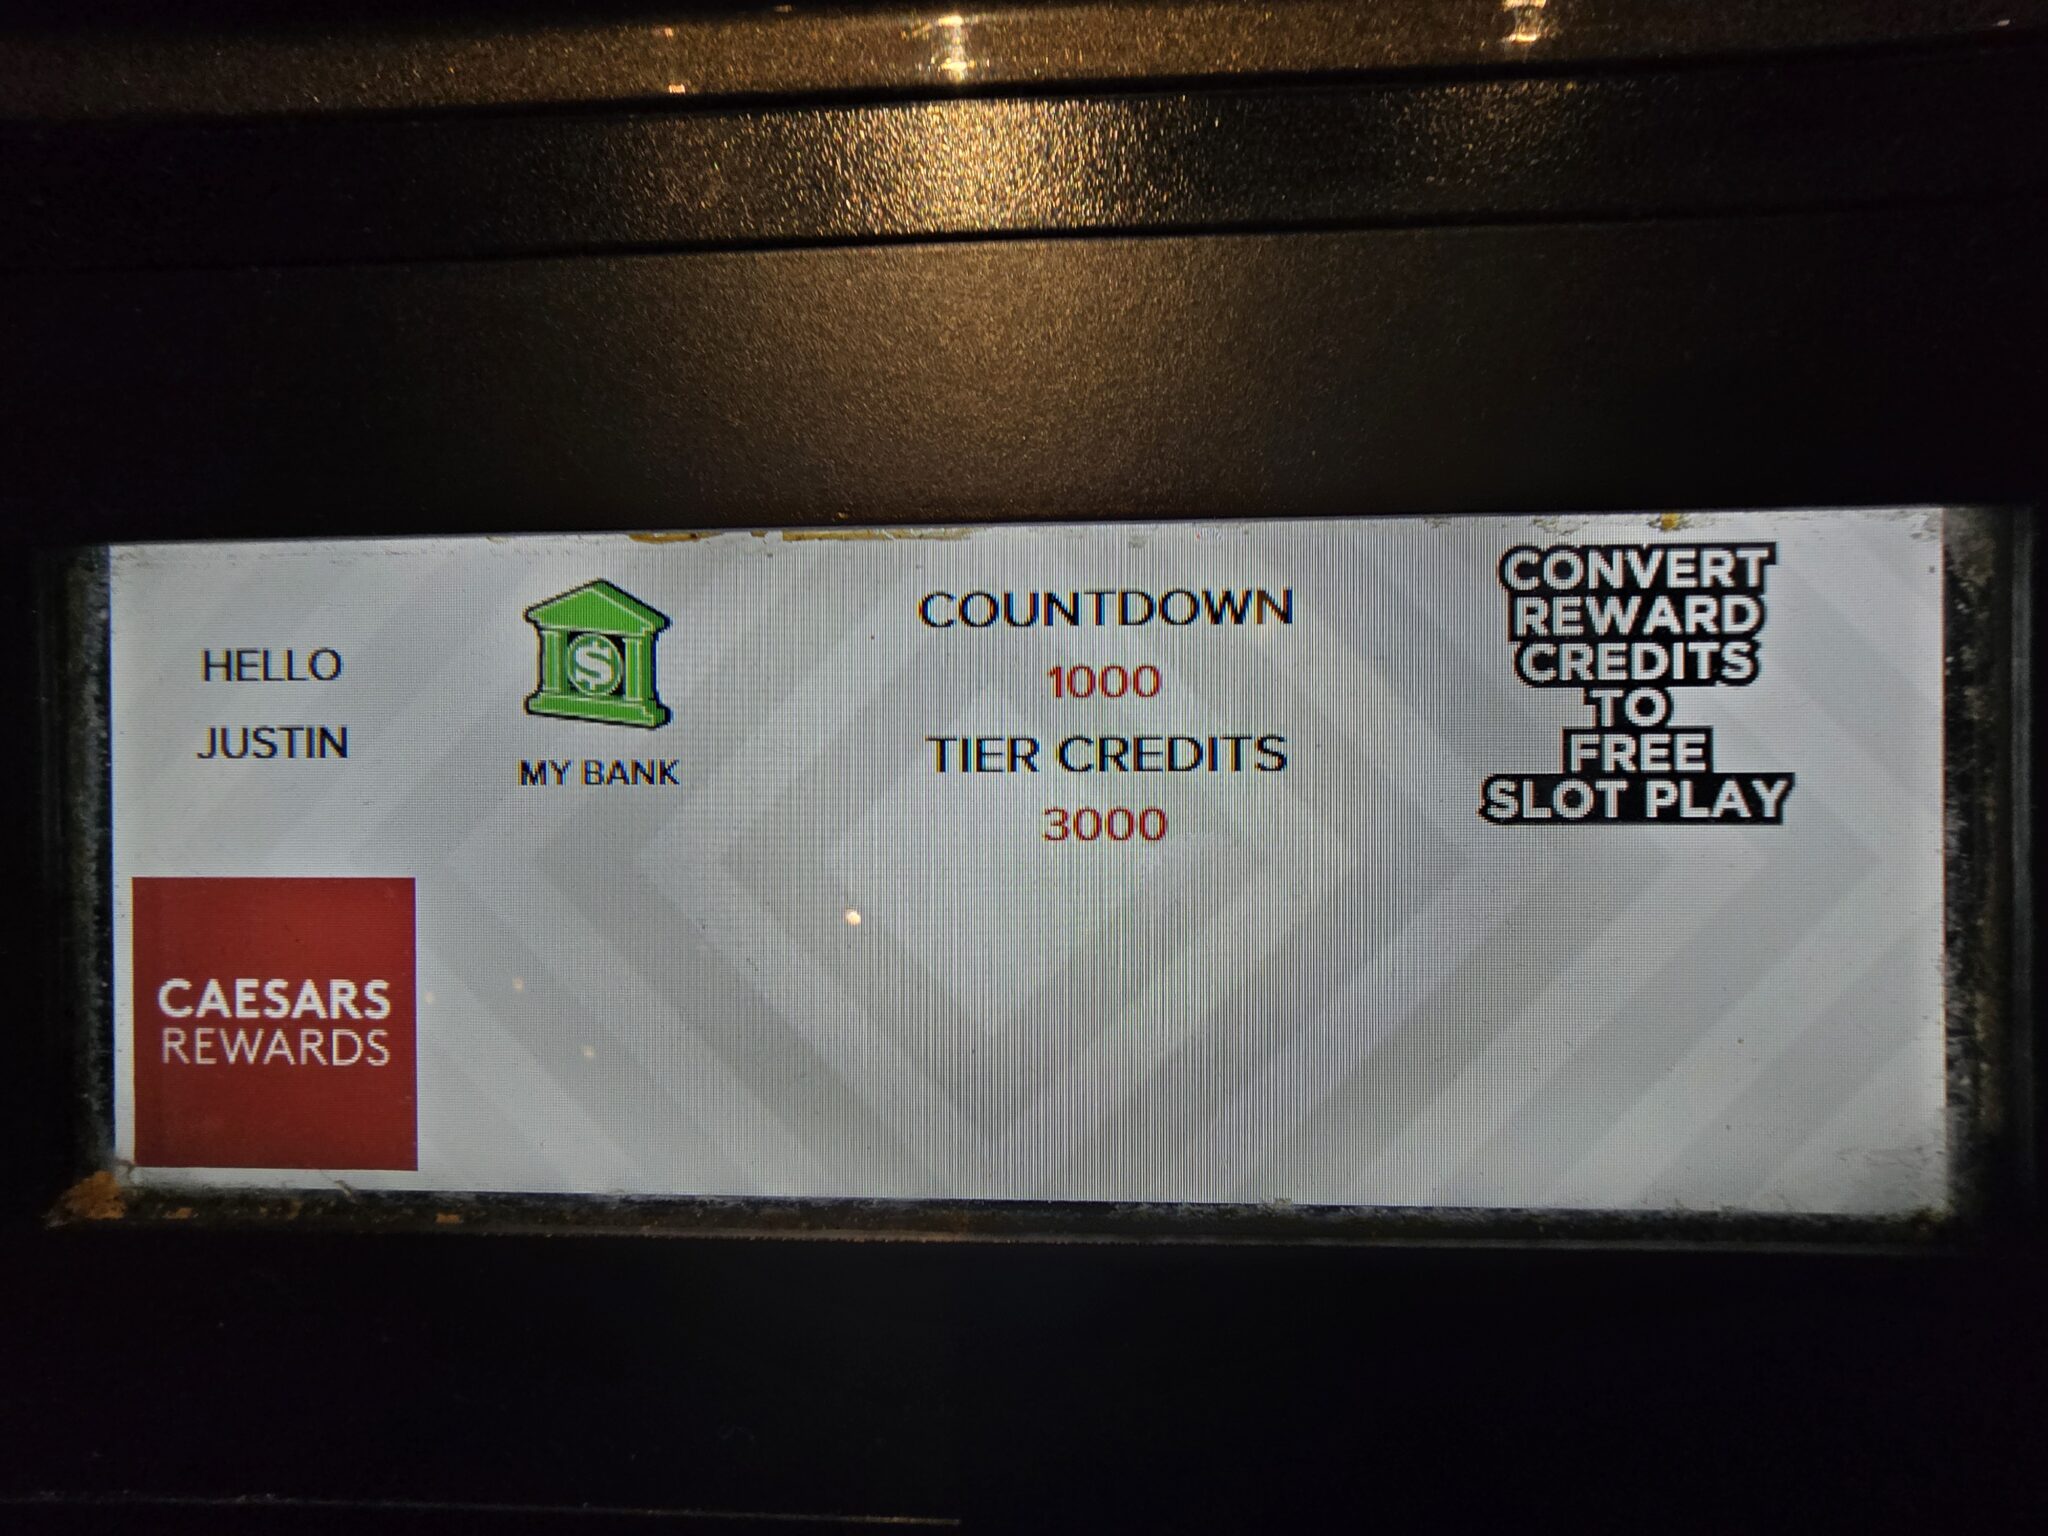 HELLO
JUSTIN
MY BANK
COUNTDOWN
1000
TIER CREDITS
3000
CONVERT
REWARD
CREDITS
TO
FREE
SLOT PLAY
CAESARS
REWARDS